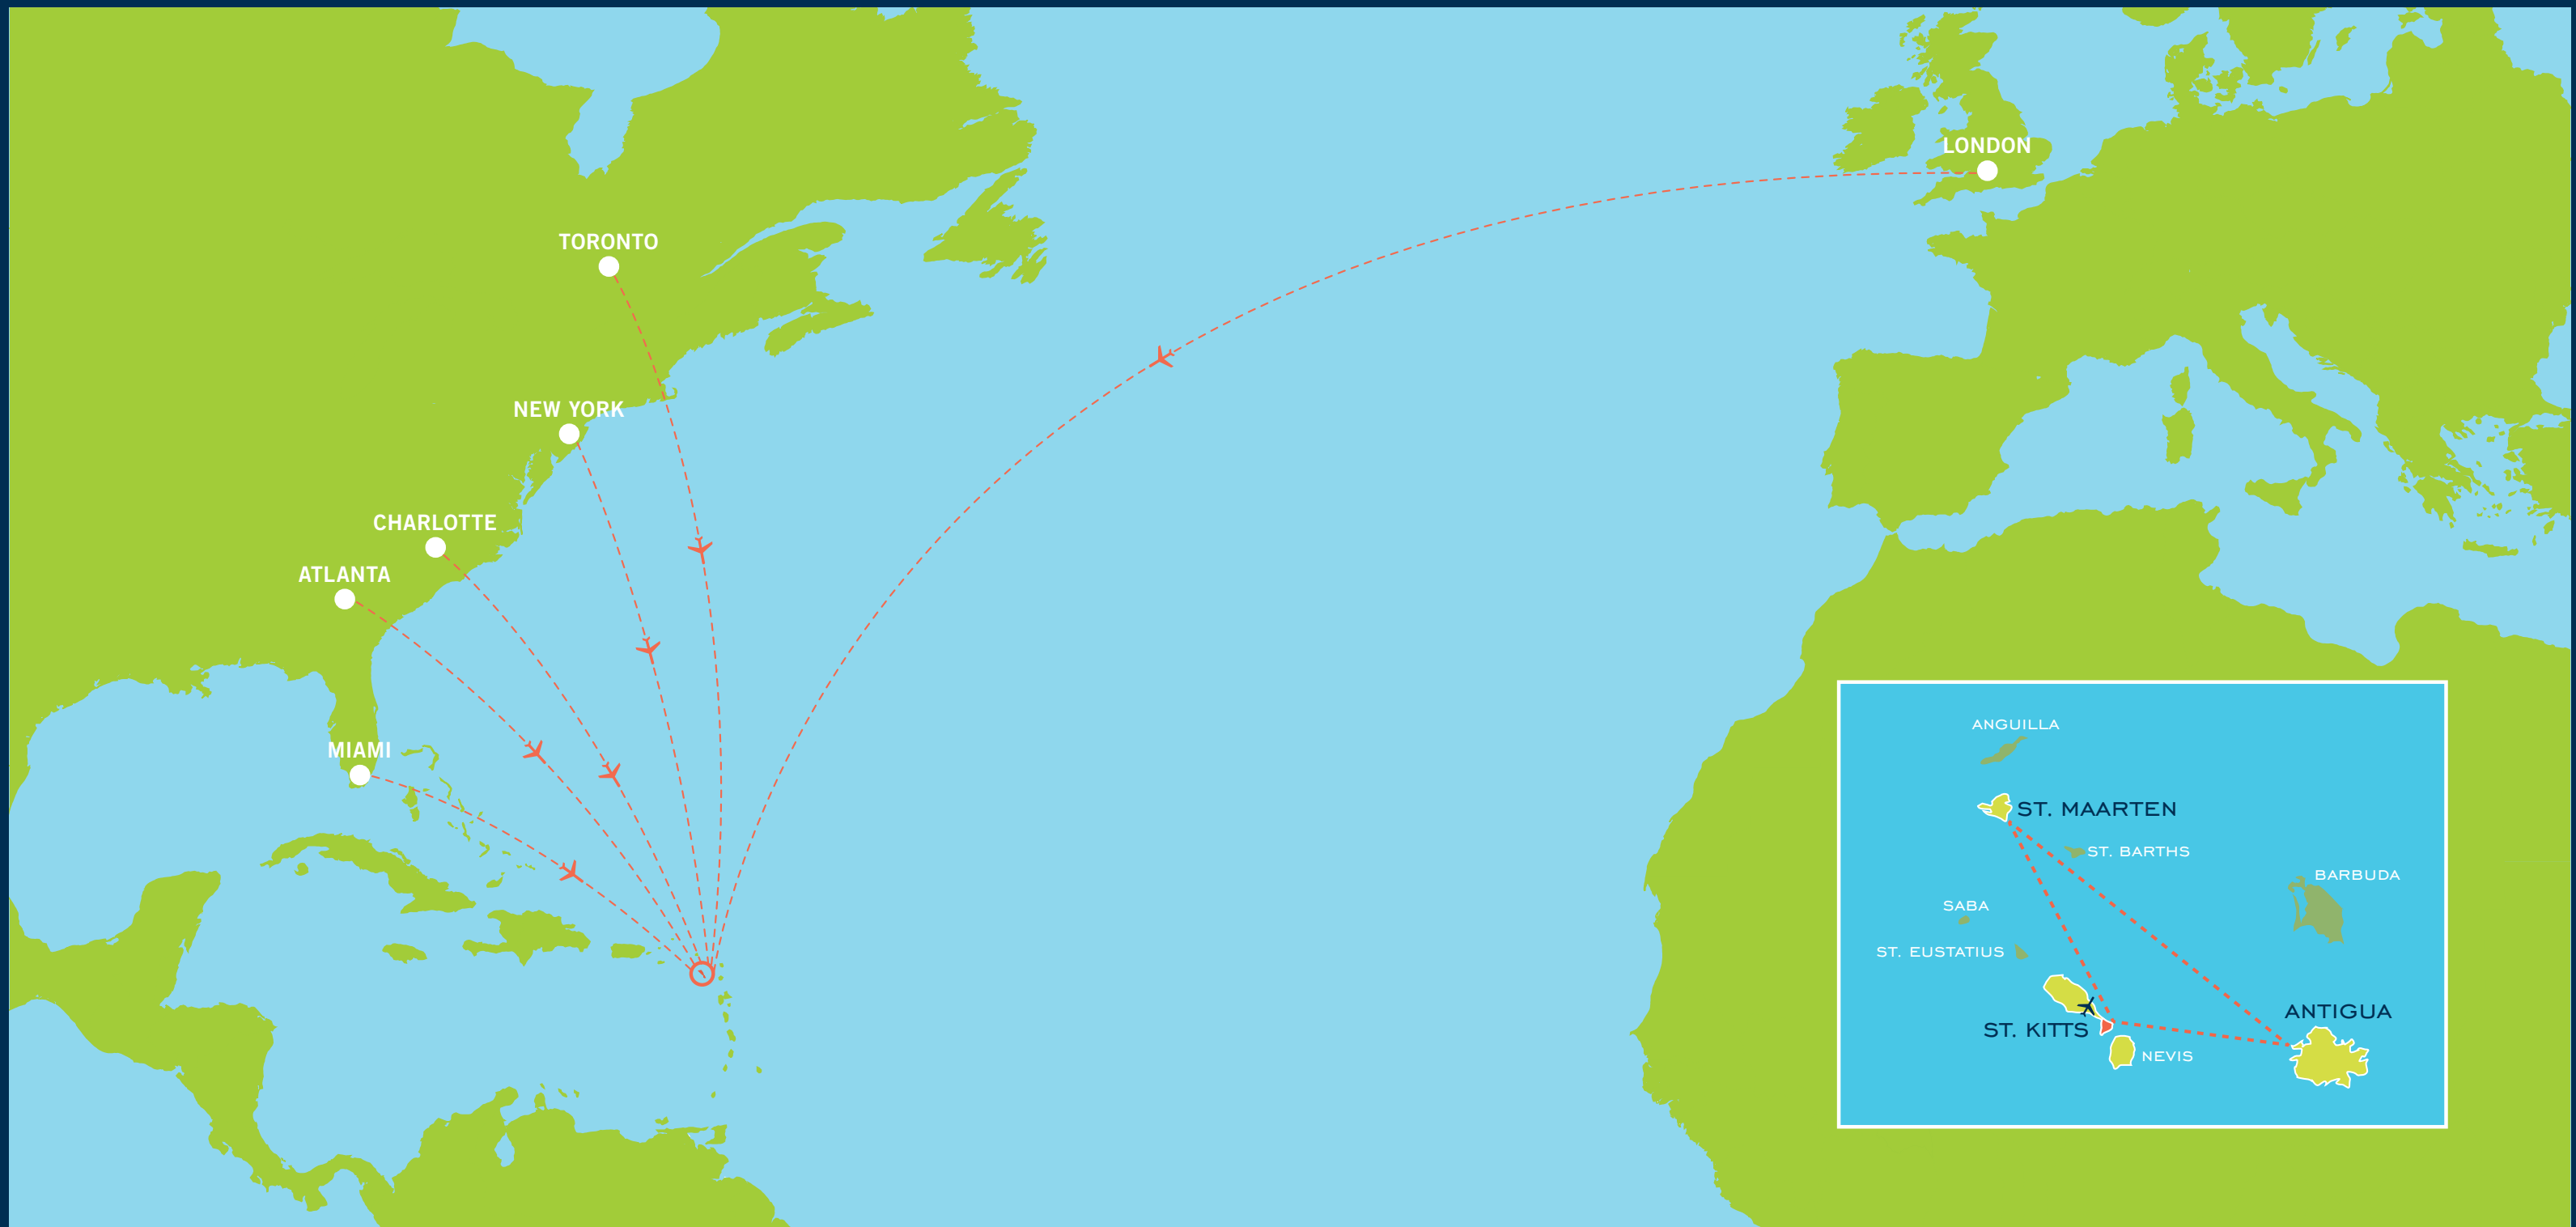 LONDON
TORONTO
NEW YORK
CHARLOTTE
ATLANTA
MIAMI
ANGUILLA
ST. MAARTEN
ST. BARTHS
BARBUDA
SABA
ST. EUSTATIUS
ANTIGUA
ST. KITTS
NEVIS